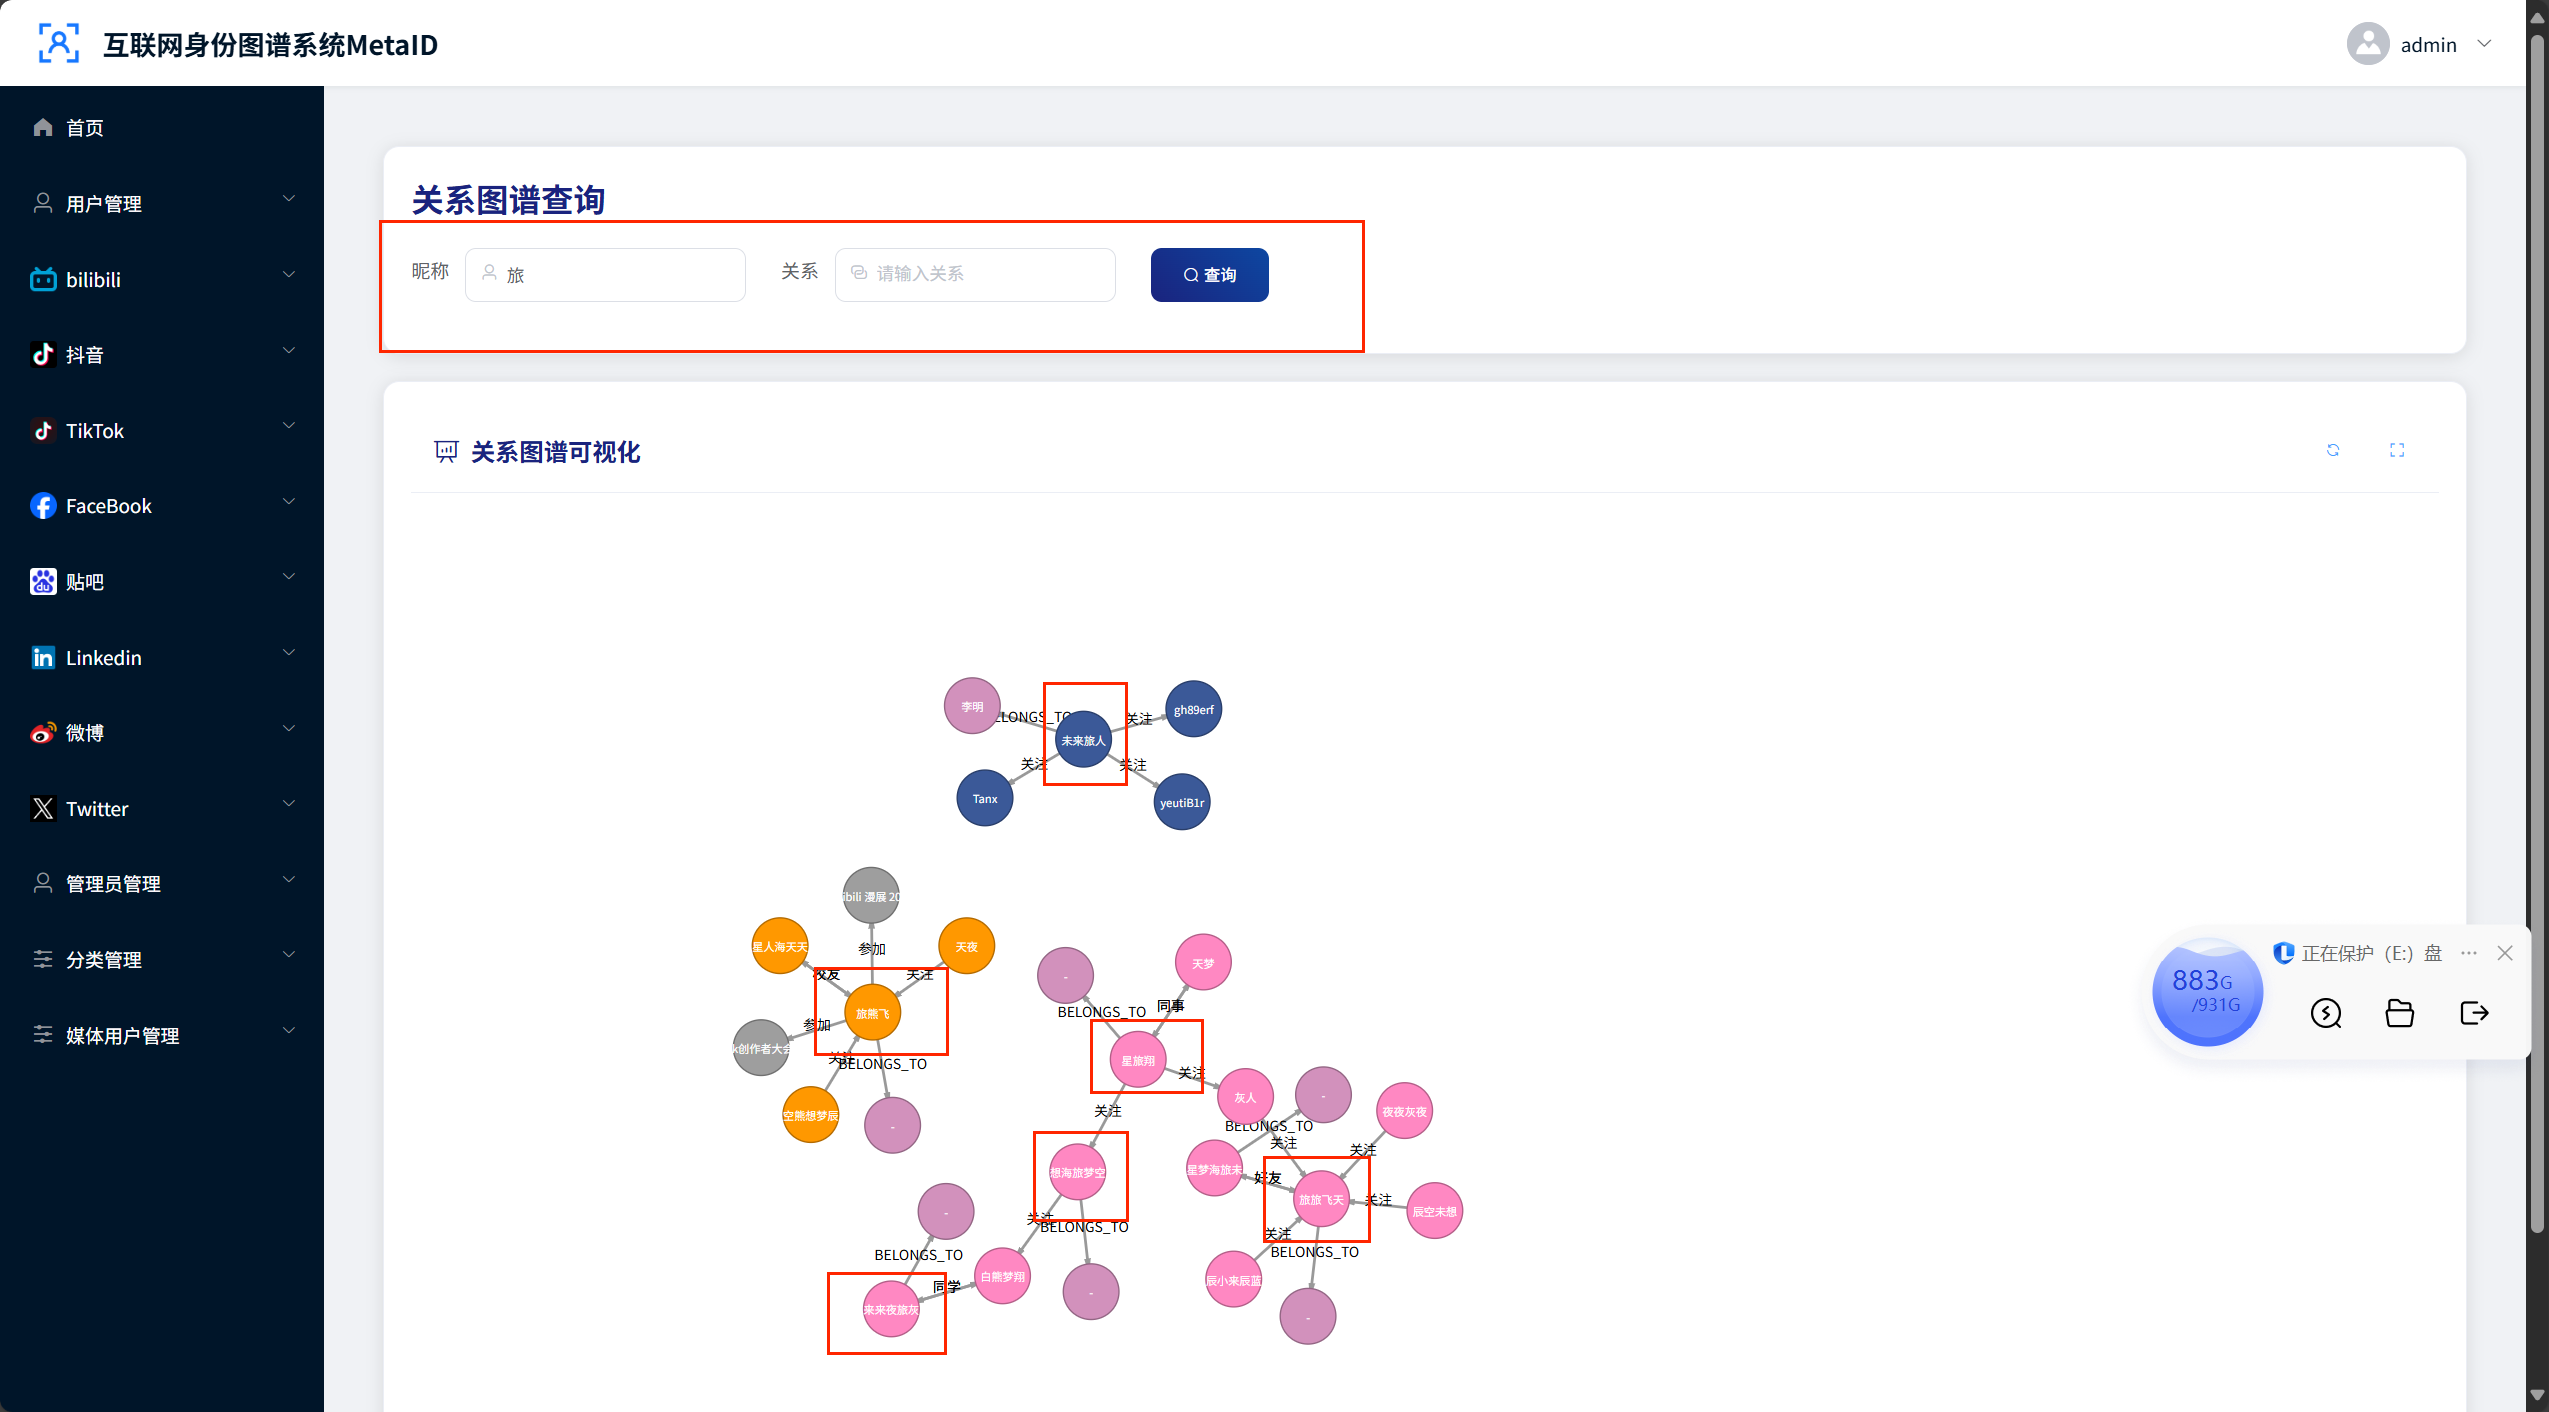 互联网身份图谱系统MetaID
admin
首页
用户管理
bilibili
抖音
TikTok
FaceBook
贴吧
Linkedin
微博
Twitter
管理员管理
分类管理
媒体用户管理
关系图谱查询
昵称
旅
关系
请输入关系
查询
关系图谱可视化
李明
ELONGS_TO
未来旅人
关注
gh89erf
关注
关注
Tanx
yeutiB1r
ibili 漫展 20
星人海天天
参加
天夜
校友
关注
旅熊飞
参加
k创作者大会
关注
BELONGS_TO
空熊想梦辰
-
-
天梦
BELONGS_TO
同事
星旅翔
关注
灰人
-
夜夜灰夜
关注
BELONGS_TO
关注
关注
想海旅梦空
星梦海旅未
好友
旅旅飞天
关注
辰空未想
-
关注
BELONGS_TO
关注
BELONGS_TO
BELONGS_TO
白熊梦翔
同学
来来夜旅灰
-
辰小来辰蓝
-
883G
/931G
正在保护（E:）盘